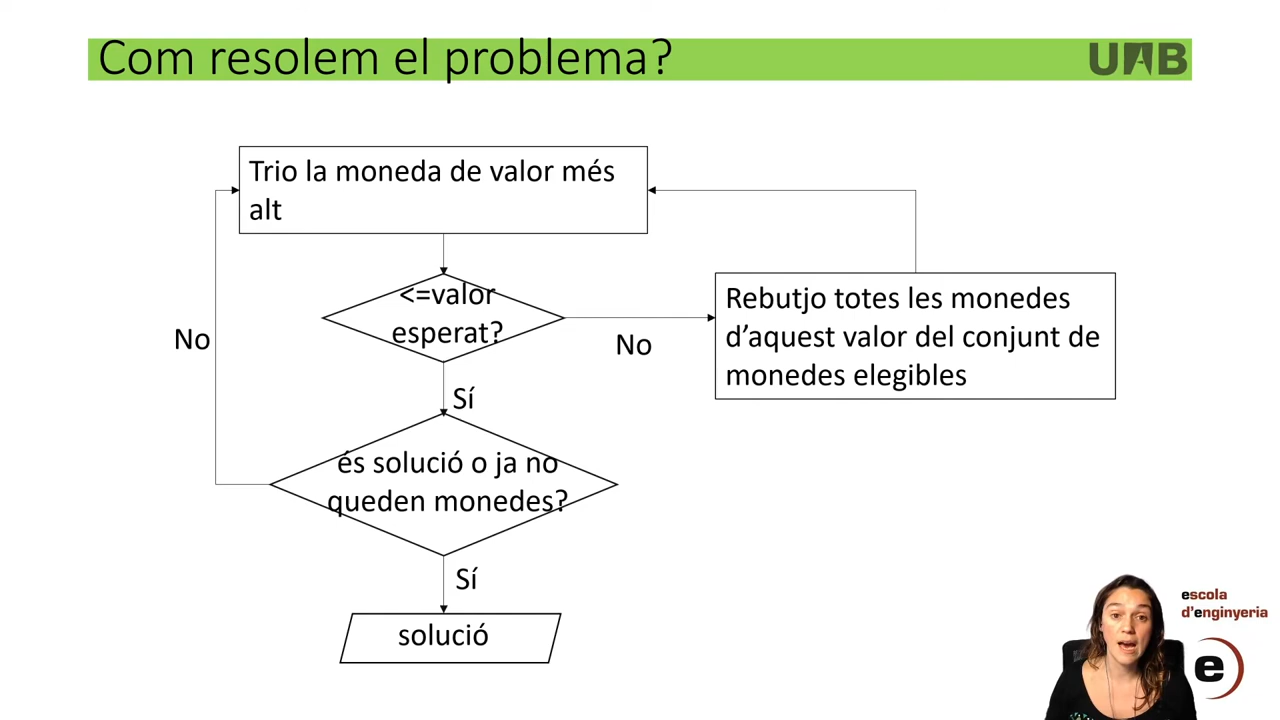 Com resolem el problema?
UAB
Trio la moneda de valor més
alt
<=valor
esperat?
No
No
Rebutjo totes les monedes
d’aquest valor del conjunt de
monedes elegibles
Sí
és solució o ja no
queden monedes?
Sí
solució
escola
d'enginyeria
e